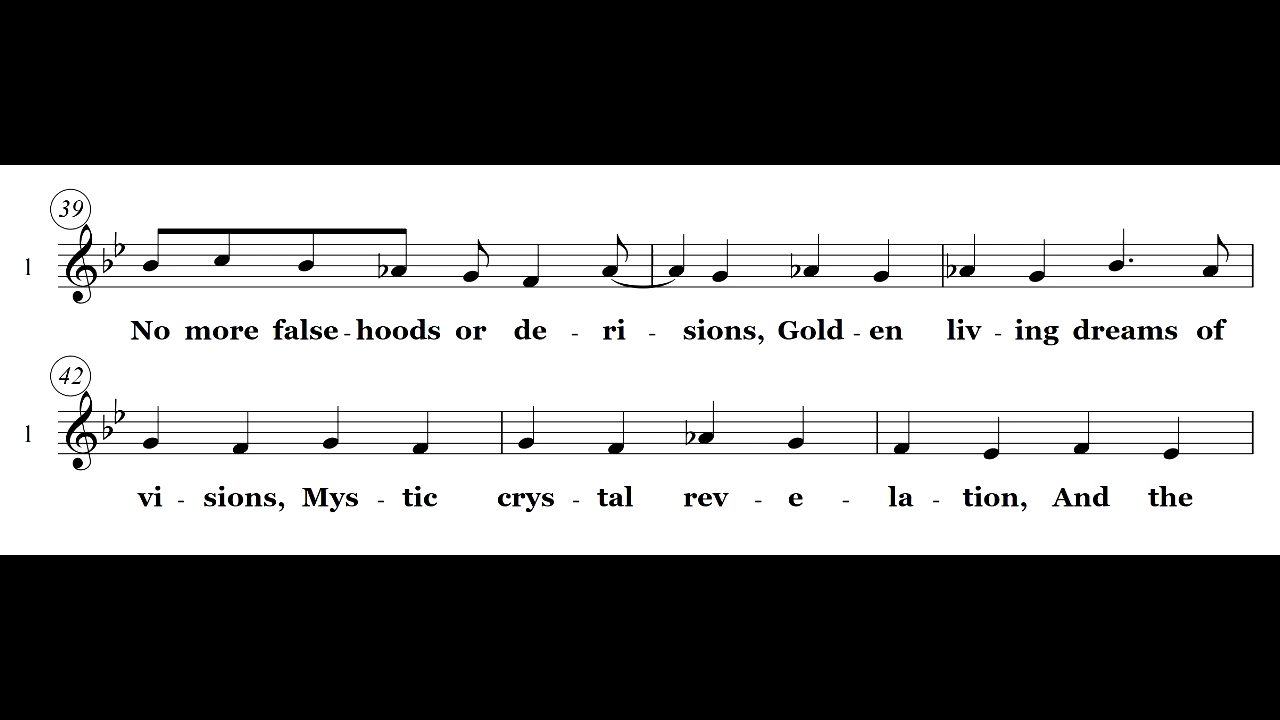 39
1
No more false - hoods or de - ri - sions, Gold - en liv - ing dreams of
42
1
vi - sions, Mys - tic crys - tal rev - e - la - tion, And the